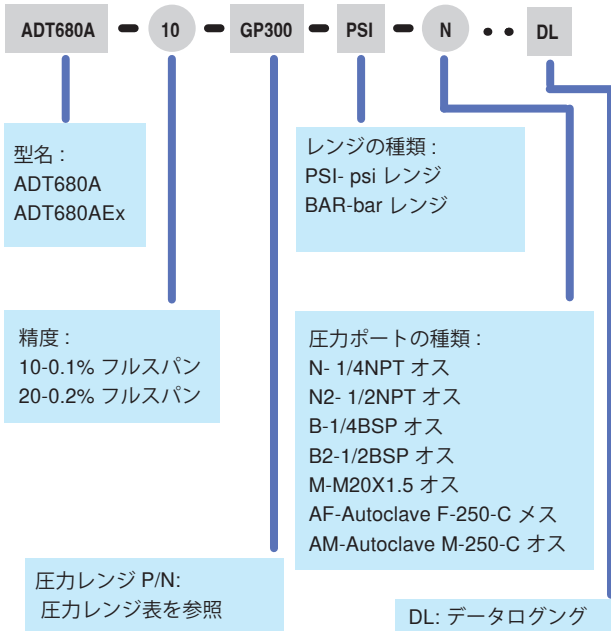 ADT680A - 10 - GP300 - PSI - N • • DL
型名 :
ADT680A
ADT680AEx
レンジの種類 :
PSI- psi レンジ
BAR-bar レンジ
精度 :
10-0.1% フルスパン
20-0.2% フルスパン
圧力ポートの種類 :
N- 1/4NPT オス
N2- 1/2NPT オス
B-1/4BSP オス
B2-1/2BSP オス
M-M20X1.5 オス
AF-Autoclave F-250-C メス
AM-Autoclave M-250-C オス
圧力レンジ P/N:
圧力レンジ表を参照
DL: データログング